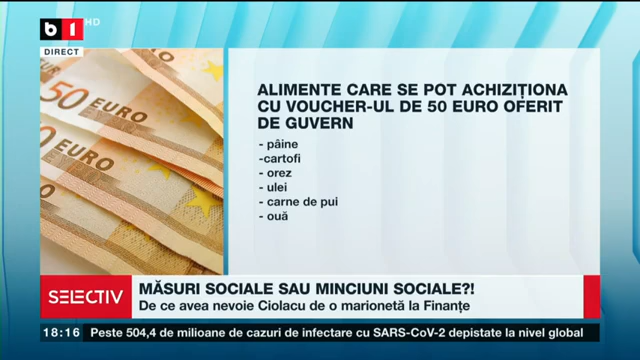 b1 HD
DIRECT
50 EURO
EURO
ALIMENTE CARE SE POT ACHIZIȚIONA
CU VOUCHER-UL DE 50 EURO OFERIT
DE GUVERN
- pâine
-cartofi
- orez
- ulei
- carne de pui
- ouă
SELECTIV
MĂSURI SOCIALE SAU MINCIUNI SOCIALE?!
De ce avea nevoie Ciolacu de o marionetă la Finanțe
18:16 Peste 504,4 de milioane de cazuri de infectare cu SARS-CoV-2 depistate la nivel global